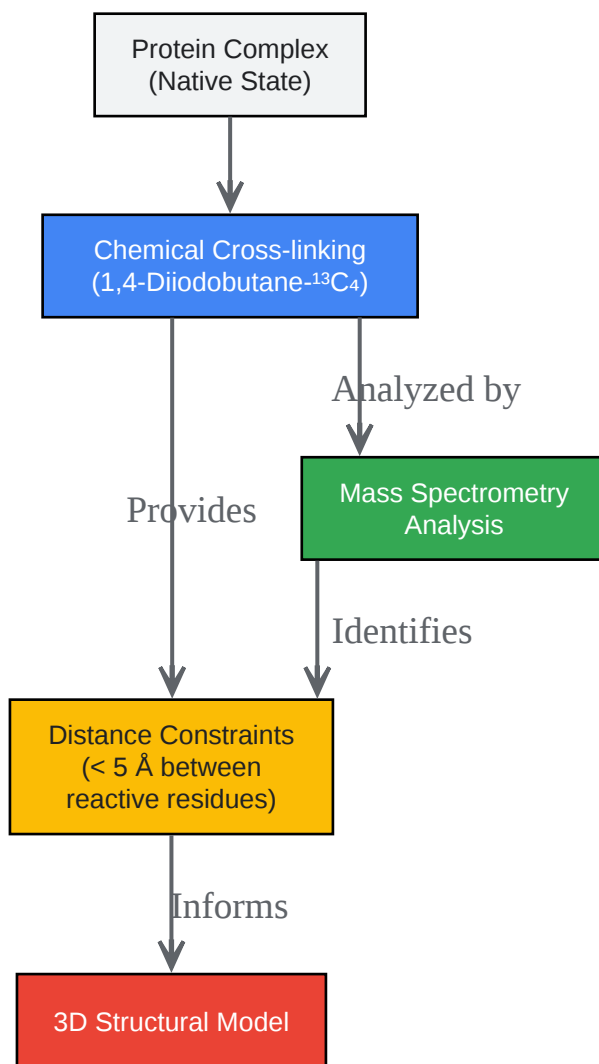 Protein Complex
(Native State)
Chemical Cross-linking
(1,4-Diiodobutane-¹³C₄)
Analyzed by
Mass Spectrometry
Analysis
Provides
Identifies
Distance Constraints
(< 5 Å between
reactive residues)
Informs
3D Structural Model